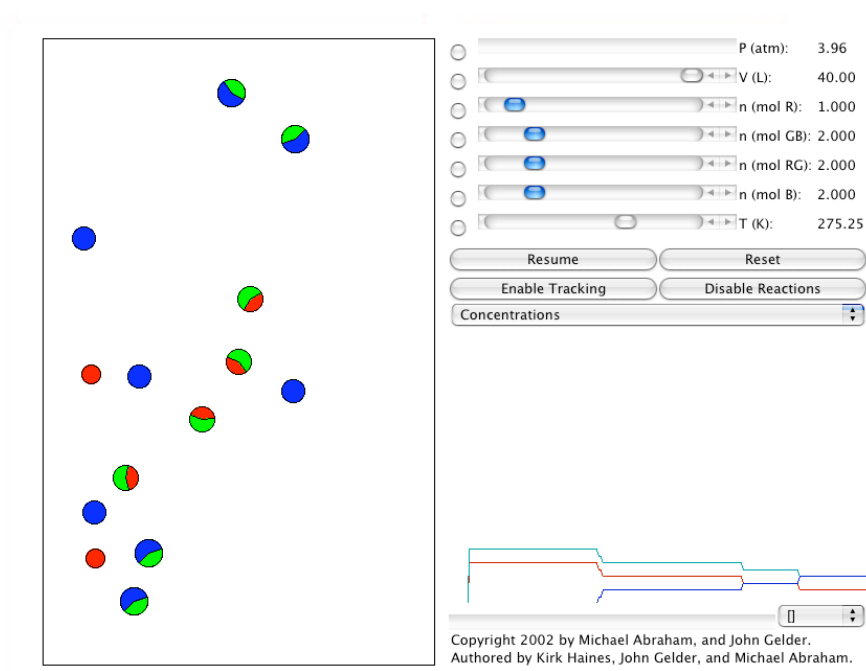 P (atm): 3.96
V (L): 40.00
n (mol R): 1.000
n (mol GB): 2.000
n (mol RG): 2.000
n (mol B): 2.000
T (K): 275.25
Resume Reset
Enable Tracking Disable Reactions
Concentrations
[]
Copyright 2002 by Michael Abraham, and John Gelder.
Authored by Kirk Haines, John Gelder, and Michael Abraham.